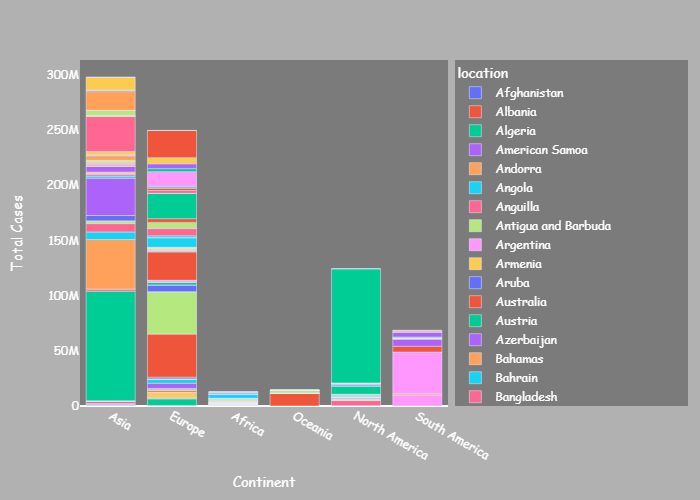 300M
250M
200M
150M
100M
50M
0
Total Cases
Asia
Europe
Africa
Oceania
North America
South America
Continent
location
Afghanistan
Albania
Algeria
American Samoa
Andorra
Angola
Anguilla
Antigua and Barbuda
Argentina
Armenia
Aruba
Australia
Austria
Azerbaijan
Bahamas
Bahrain
Bangladesh